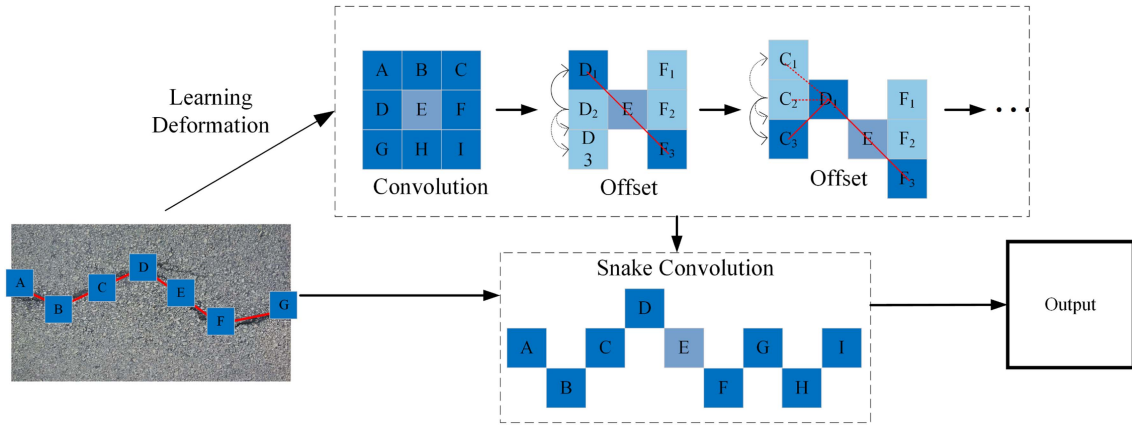 Learning
Deformation
A B C
D E F
G H I
Convolution
D₁ F₁
D₂ E F₂
D
3 F₃
Offset
C₁
C₂ D₁ F₁
C₃ E F₂
F₃
Offset
...
A B C D E F G
Snake Convolution
D
A C E G I
B F H
Output